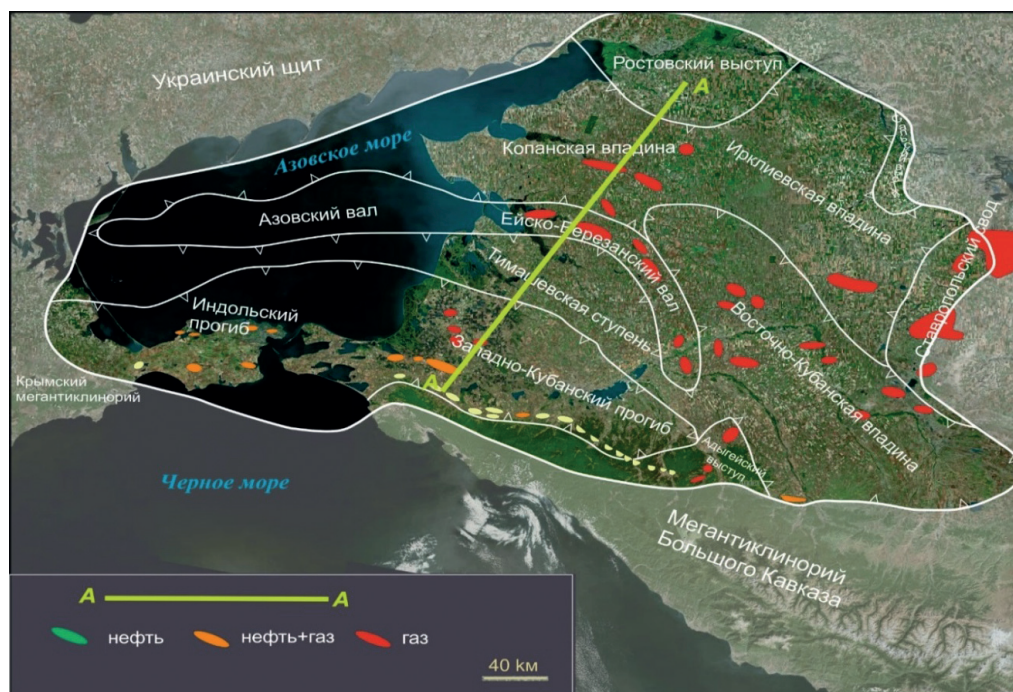 Украинский щит
Ростовский выступ
A
Азовское море
Копанская впадина
Ирклиевская впадина
Азовский вал
Ейско-Березанский вал
Ставропольский свод
Тимашевская ступень
Индольский
прогиб
Восточно-Кубанская впадина
Западно-Кубанский прогиб
Крымский
мегантиклинорий
A
Адыгейский
выступ
Черное море
Мегантиклинорий
Большого Кавказа
A A
нефть нефть+газ газ
40 км